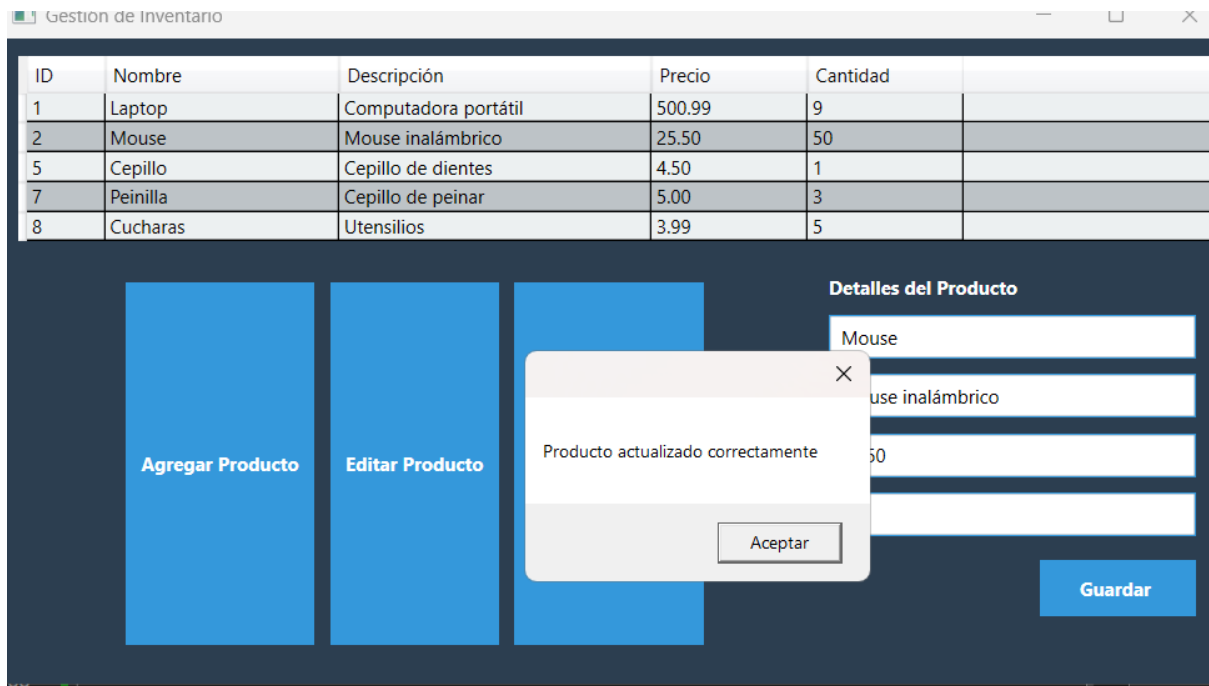 Gestión de Inventario
ID Nombre Descripción Precio Cantidad
1 Laptop Computadora portátil 500.99 9
2 Mouse Mouse inalámbrico 25.50 50
5 Cepillo Cepillo de dientes 4.50 1
7 Peinilla Cepillo de peinar 5.00 3
8 Cucharas Utensilios 3.99 5
Detalles del Producto
Mouse
inalámbrico
Agregar Producto
Editar Producto
Producto actualizado correctamente
Aceptar
Guardar